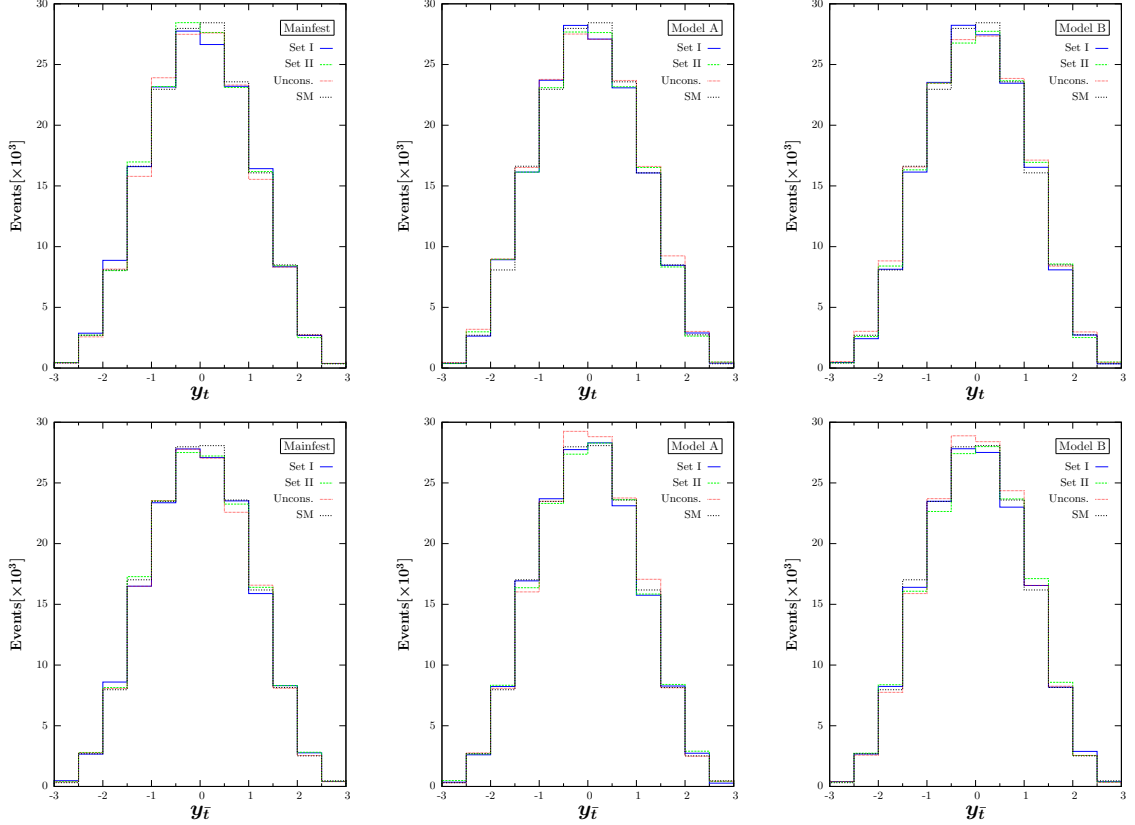 30
25
20
15
10
5
0
Events[×10³]
Mainfest
Set I
Set II
Uncons.
SM
-3 -2 -1 0 1 2 3
y_t
30
25
20
15
10
5
0
Events[×10³]
Model A
Set I
Set II
Uncons.
SM
-3 -2 -1 0 1 2 3
y_t
30
25
20
15
10
5
0
Events[×10³]
Model B
Set I
Set II
Uncons.
SM
-3 -2 -1 0 1 2 3
y_t
30
25
20
15
10
5
0
Events[×10³]
Mainfest
Set I
Set II
Uncons.
SM
-3 -2 -1 0 1 2 3
y_t̄
30
25
20
15
10
5
0
Events[×10³]
Model A
Set I
Set II
Uncons.
SM
-3 -2 -1 0 1 2 3
y_t̄
30
25
20
15
10
5
0
Events[×10³]
Model B
Set I
Set II
Uncons.
SM
-3 -2 -1 0 1 2 3
y_t̄